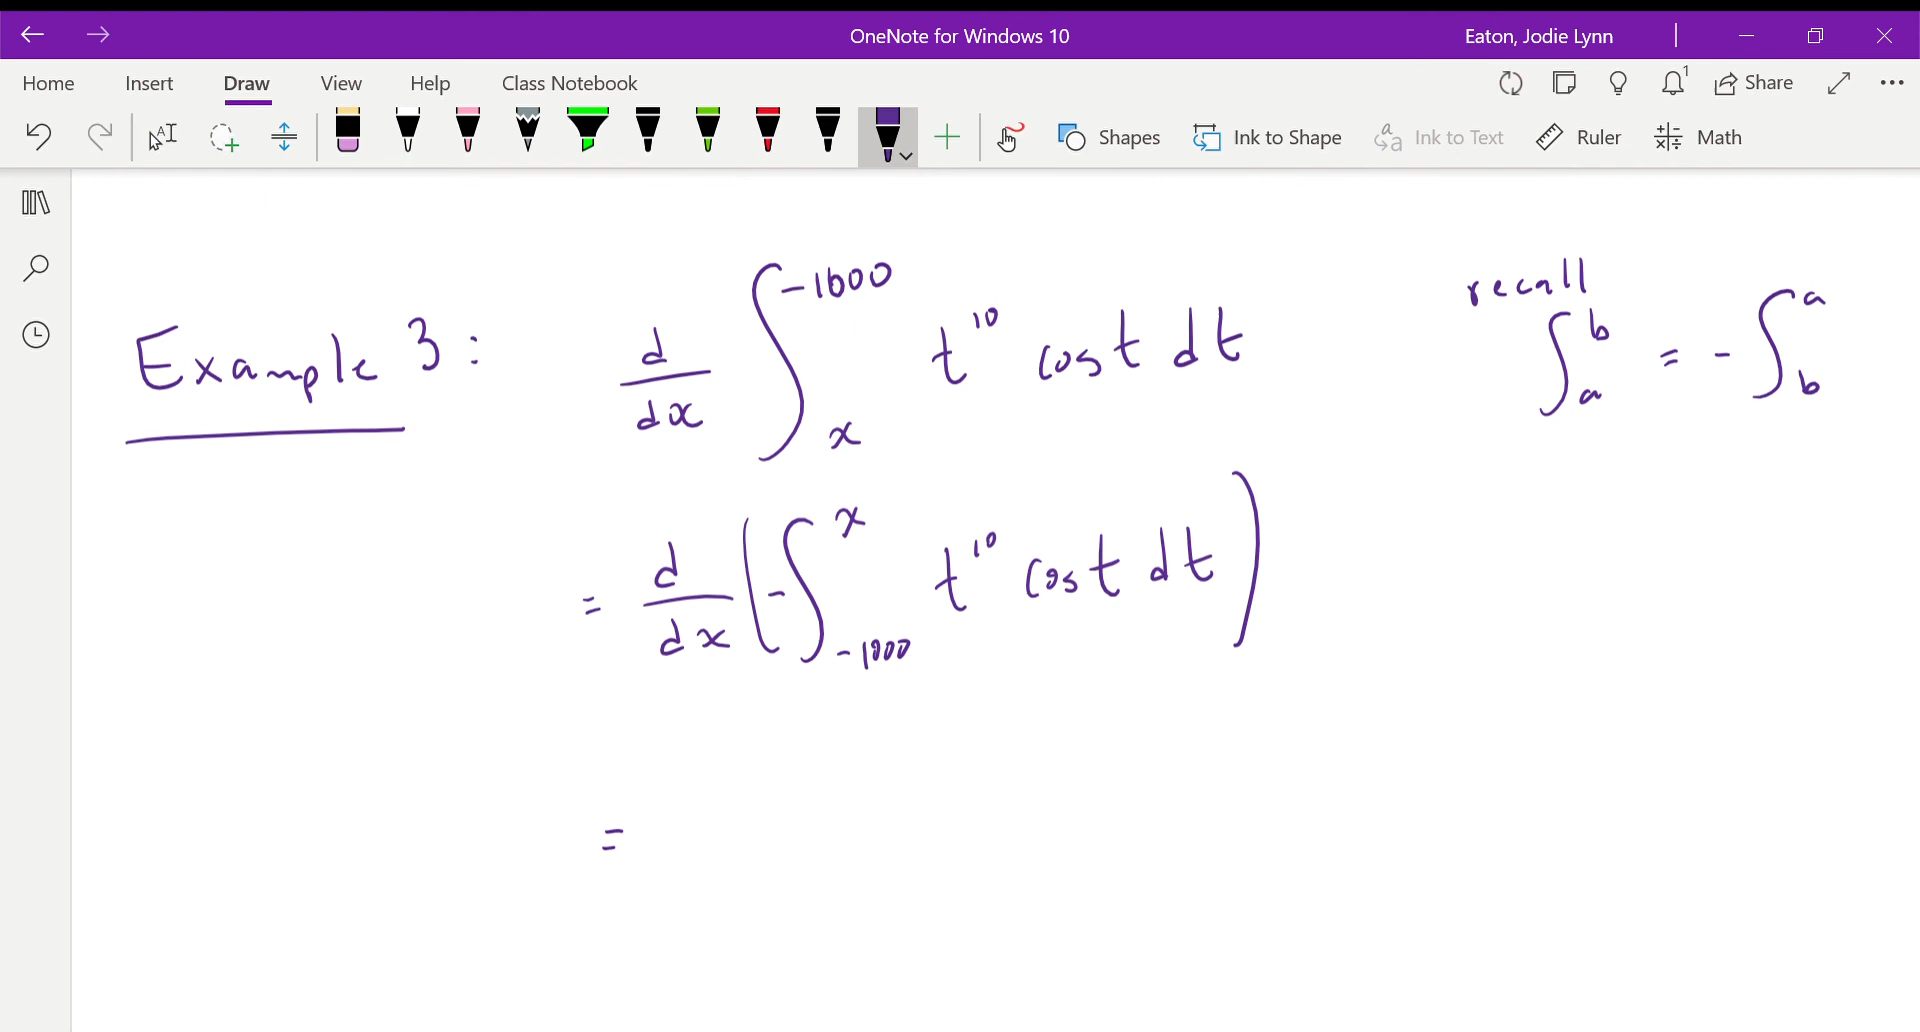 OneNote for Windows 10
Eaton, Jodie Lynn
Home Insert Draw View Help Class Notebook
1
Share
Shapes Ink to Shape Ink to Text Ruler Math
recall
Example 3: d/dx ∫_x^{-1000} t^10 cos t dt
∫_a^b = -∫_b^a
= d/dx (-∫_{-1000}^x t^10 cos t dt)
=